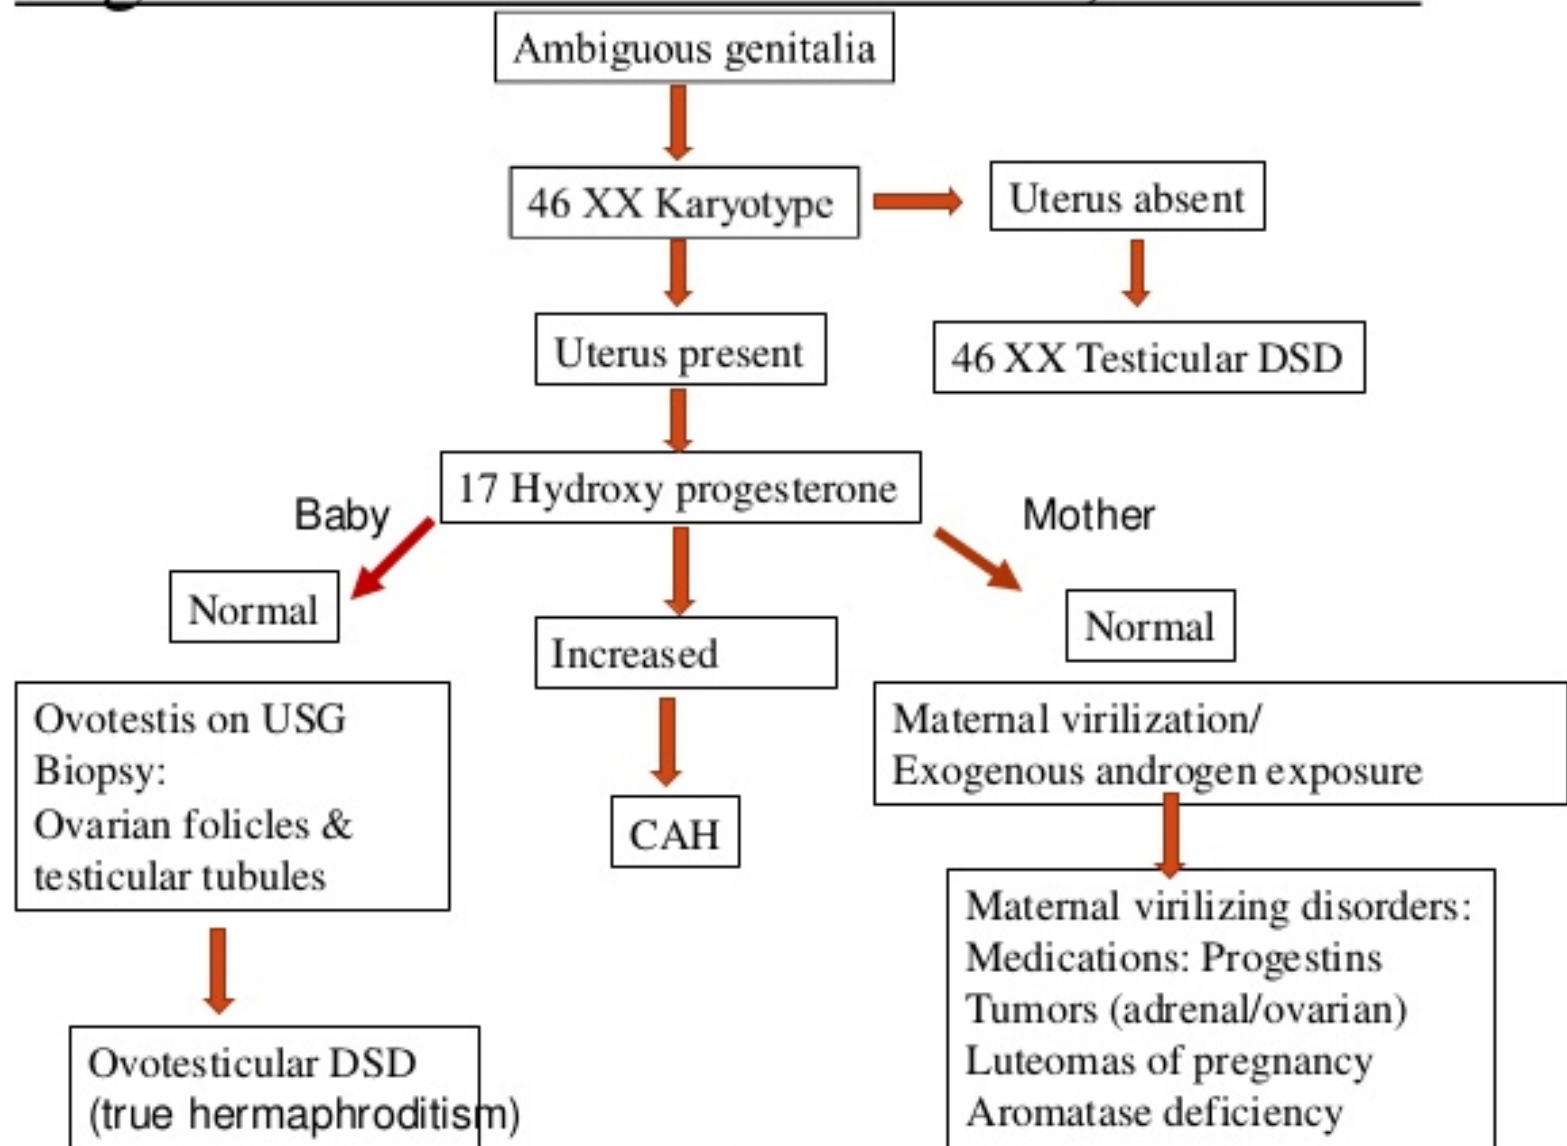 Ambiguous genitalia
46 XX Karyotype
Uterus absent
Uterus present
46 XX Testicular DSD
17 Hydroxy progesterone
Baby
Mother
Normal
Increased
Normal
Ovotestis on USG
Biopsy:
Ovarian folicles &
testicular tubules
Maternal virilization/
Exogenous androgen exposure
CAH
Maternal virilizing disorders:
Medications: Progestins
Tumors (adrenal/ovarian)
Luteomas of pregnancy
Aromatase deficiency
Ovotesticular DSD
(true hermaphroditism)